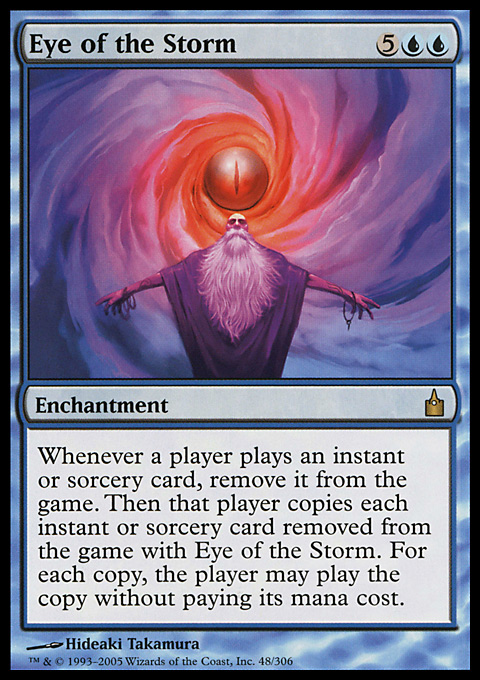 Eye of the Storm 5
Enchantment
Whenever a player plays an instant
or sorcery card, remove it from the
game. Then that player copies each
instant or sorcery card removed from
the game with Eye of the Storm. For
each copy, the player may play the
copy without paying its mana cost.
Hideaki Takamura
™ & © 1993–2005 Wizards of the Coast, Inc. 48/306